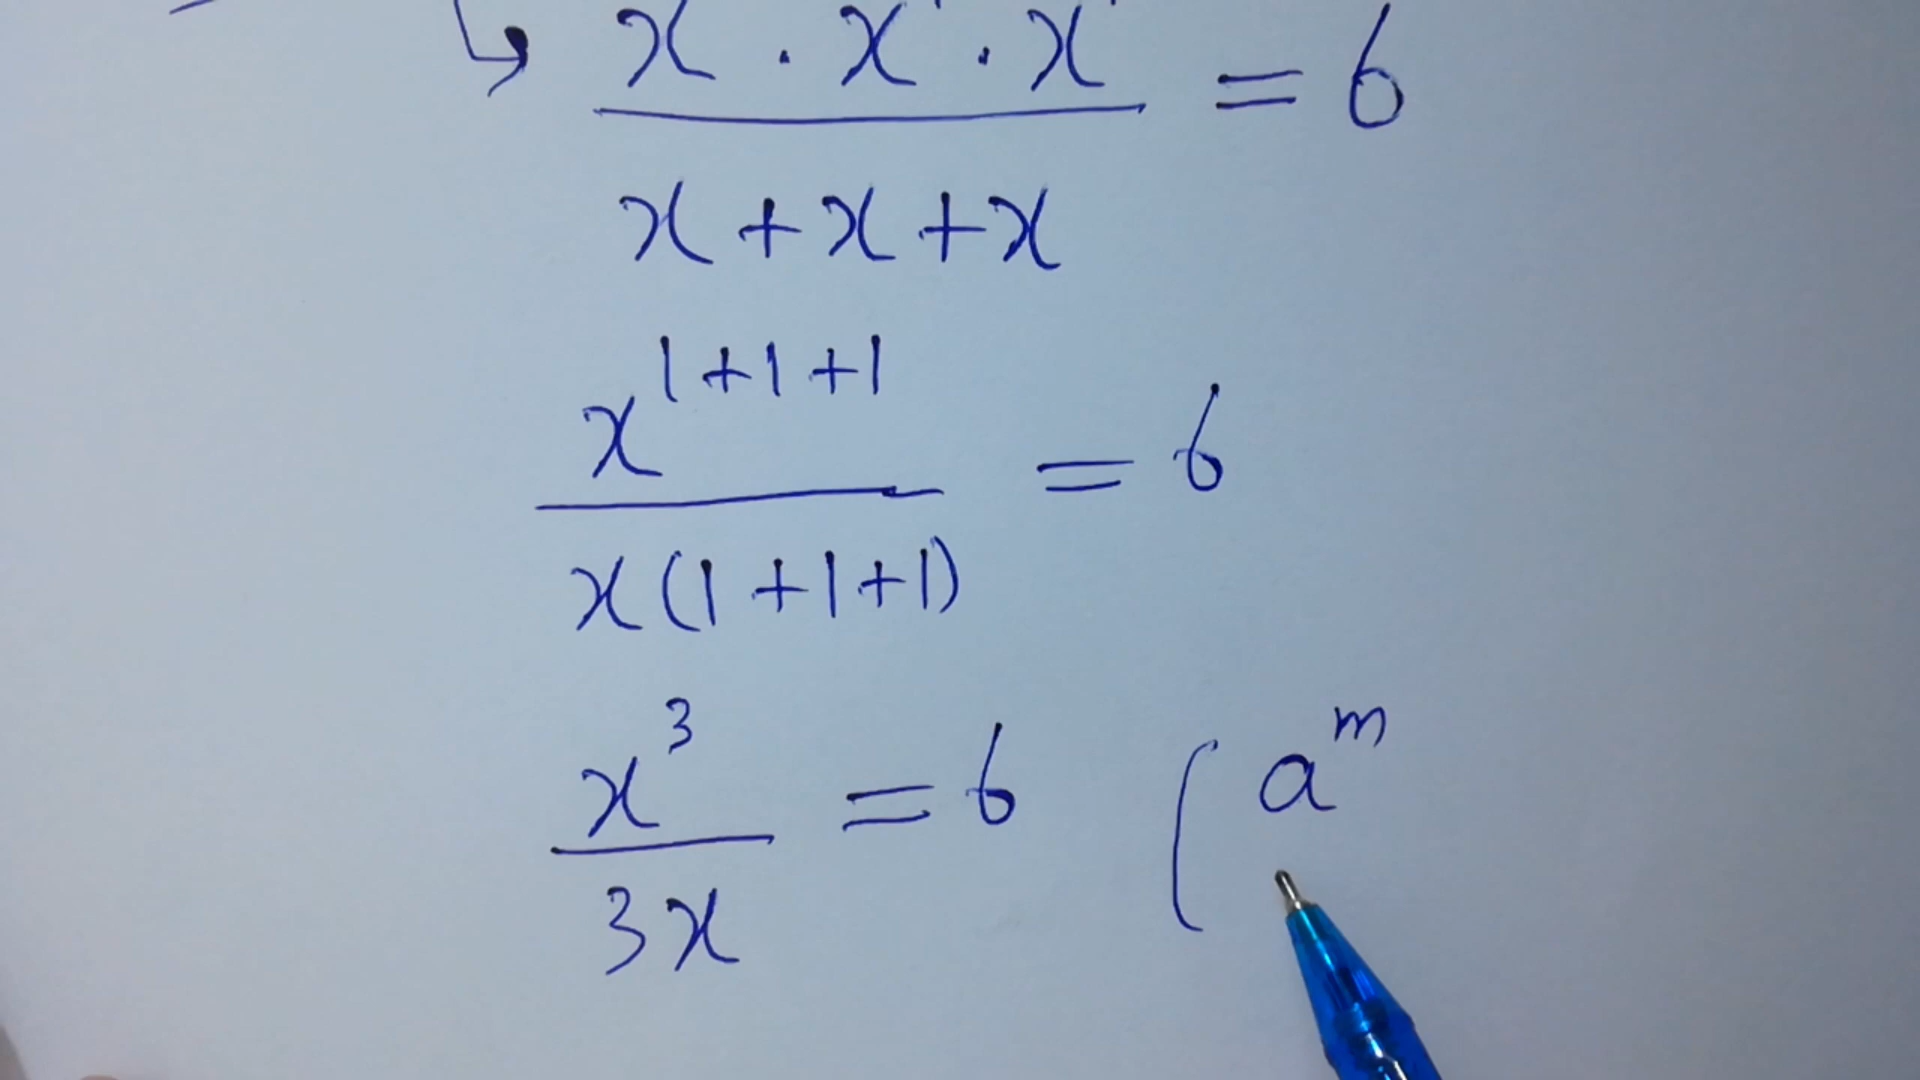 x · x · x = 6
x + x + x
x^{1+1+1} = 6
x(1+1+1)
x^3 = 6 ( a^m
3x